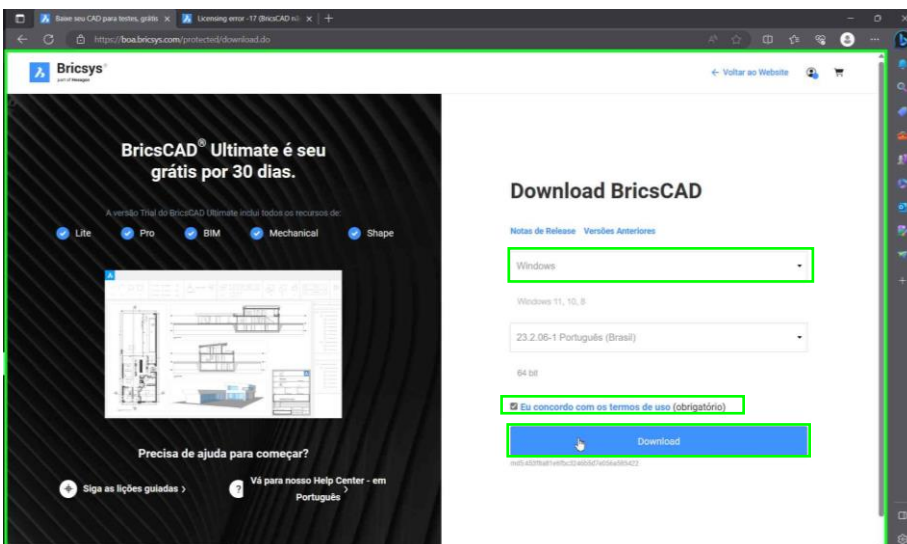 Baixe seu CAD para testes, grátis
Licensing error -17 (BricsCAD nã
https://boa.bricsys.com/protected/download.do
Bricsys®
part of Hexagon
Voltar ao Website
BricsCAD® Ultimate é seu
grátis por 30 dias.
A versão Trial do BricsCAD Ultimate inclui todos os recursos de:
Lite
Pro
BIM
Mechanical
Shape
Precisa de ajuda para começar?
Siga as lições guiadas >
Vá para nosso Help Center - em
Português >
Download BricsCAD
Notas de Release Versões Anteriores
Windows
Windows 11, 10, 8
23.2.06-1 Português (Brasil)
64 bit
Eu concordo com os termos de uso (obrigatório)
Download